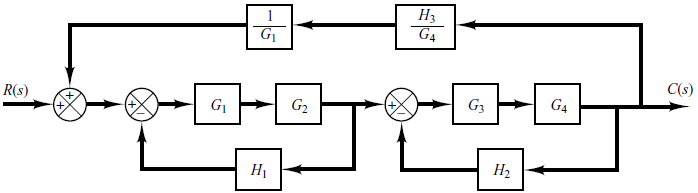 1
G₁
H₃
G₄
R(s)
+
+
+
−
G₁
G₂
+
−
G₃
G₄
C(s)
H₁
H₂